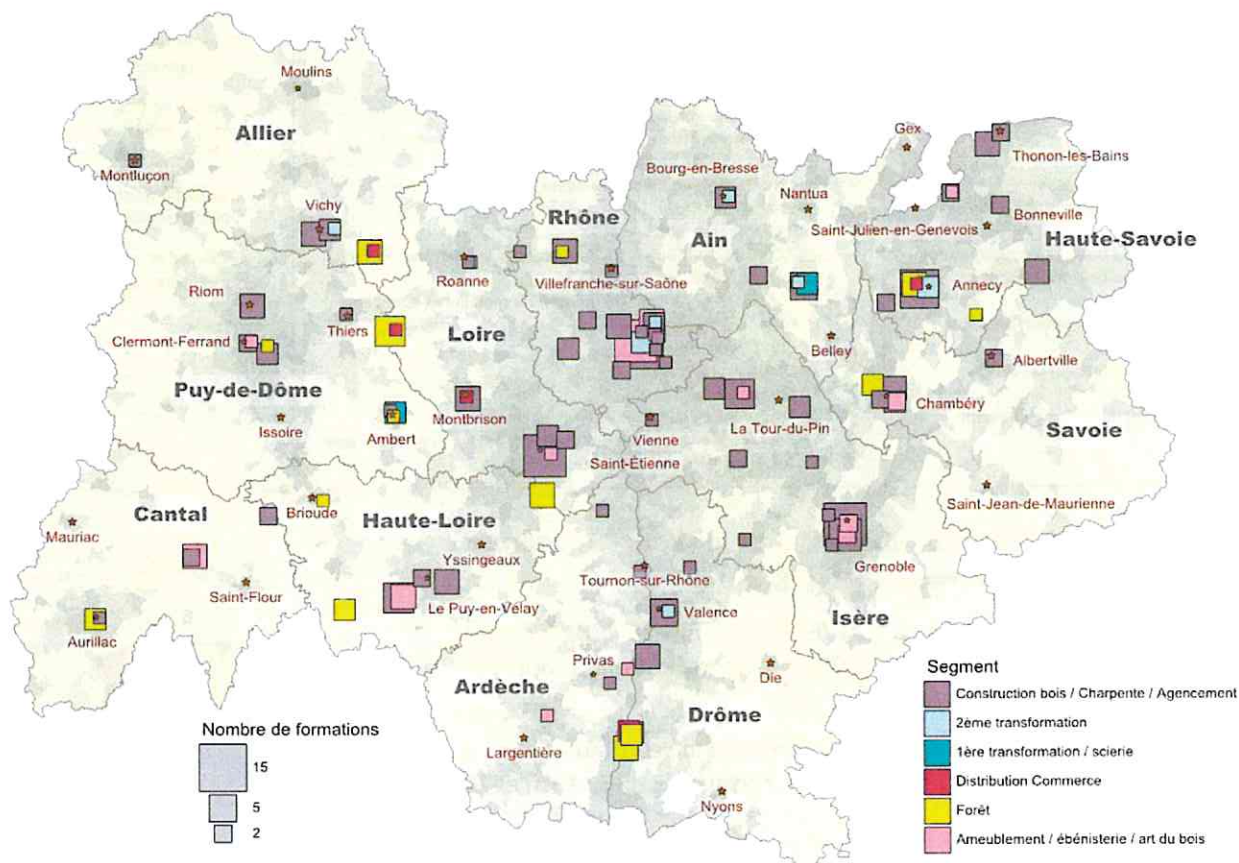 Moulins
Allier
Gex
Montluçon
Thonon-les-Bains
Bourg-en-Bresse
Nantua
Vichy
Rhône
Bonneville
Saint-Julien-en-Genevois
Ain
Haute-Savoie
Roanne
Villefranche-sur-Saône
Annecy
Riom
Thiers
Loire
Clermont-Ferrand
Belley
Albertville
Puy-de-Dôme
Montbrison
Chambéry
La Tour-du-Pin
Issoire
Ambert
Vienne
Savoie
Saint-Étienne
Saint-Jean-de-Maurienne
Brioude
Cantal
Haute-Loire
Mauriac
Yssingeaux
Grenoble
Tournon-sur-Rhône
Saint-Flour
Le Puy-en-Velay
Valence
Isère
Aurillac
Privas
Die
Ardèche
Drôme
Largentière
Nyons
Nombre de formations
15
5
2
Segment
Construction bois / Charpente / Agencement
2ème transformation
1ère transformation / scierie
Distribution Commerce
Forêt
Ameublement / ébénisterie / art du bois